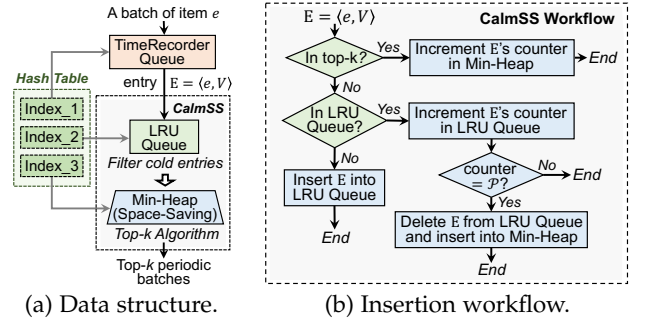 A batch of item e
TimeRecorder
Queue
Hash Table
entry E = ⟨e, V⟩
Index_1
Index_2
Index_3
CalmSS
LRU
Queue
Filter cold entries
Min-Heap
(Space-Saving)
Top-k Algorithm
Top-k periodic
batches
(a) Data structure.
E = ⟨e, V⟩
CalmSS Workflow
In top-k?
Yes
Increment E's counter
in Min-Heap
End
No
In LRU
Queue?
Yes
Increment E's counter
in LRU Queue
No
Insert E into
LRU Queue
End
counter
= 𝒫?
No
End
Yes
Delete E from LRU Queue
and insert into Min-Heap
End
(b) Insertion workflow.